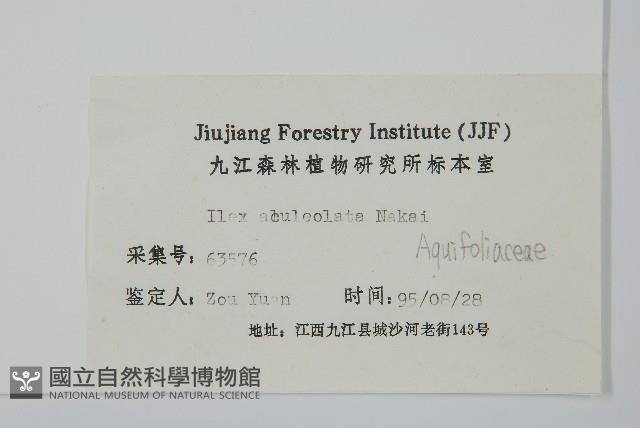 Jiujiang Forestry Institute (JJF)
九江森林植物研究所标本室
Ilex aculeolata Nakai
采集号: 63576
Aquifoliaceae
鉴定人: Zou Yuan 时间: 95/08/28
地址: 江西九江县城沙河老街143号
國立自然科學博物館
NATIONAL MUSEUM OF NATURAL SCIENCE